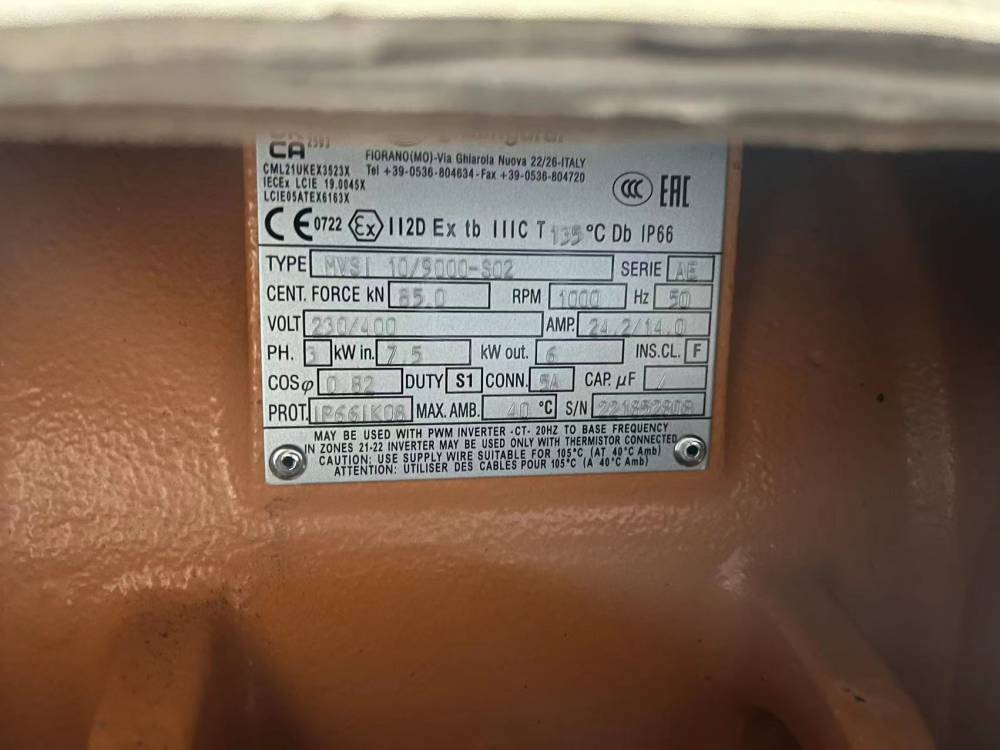 CA 2503
FIORANO(MO)-Via Ghiarola Nuova 22/26-ITALY
Tel +39-0536-804634-Fax +39-0536-804720
CML21UKEX3523X
IECEx LCIE 19.0045X
LCIE05ATEX6163X
CCC EAC
CE 0722 Ex II2D Ex tb IIIC T 135 °C Db IP66
TYPE MVSI 10/9000-S02 SERIE AE
CENT. FORCE kN 85.0 RPM 1000 Hz 50
VOLT 230/400 AMP. 24.2/14.0
PH. 3 kW in. 7.5 kW out. 6 INS.CL. F
COSφ 0.82 DUTY S1 CONN. 5A CAP. µF /
PROT. IP66IK08 MAX. AMB. 40 °C S/N
MAY BE USED WITH PWM INVERTER -CT- 20HZ TO BASE FREQUENCY
IN ZONES 21-22 INVERTER MAY BE USED ONLY WITH THERMISTOR CONNECTED
CAUTION: USE SUPPLY WIRE SUITABLE FOR 105°C (AT 40°C Amb)
ATTENTION: UTILISER DES CABLES POUR 105°C (A 40°C Amb)